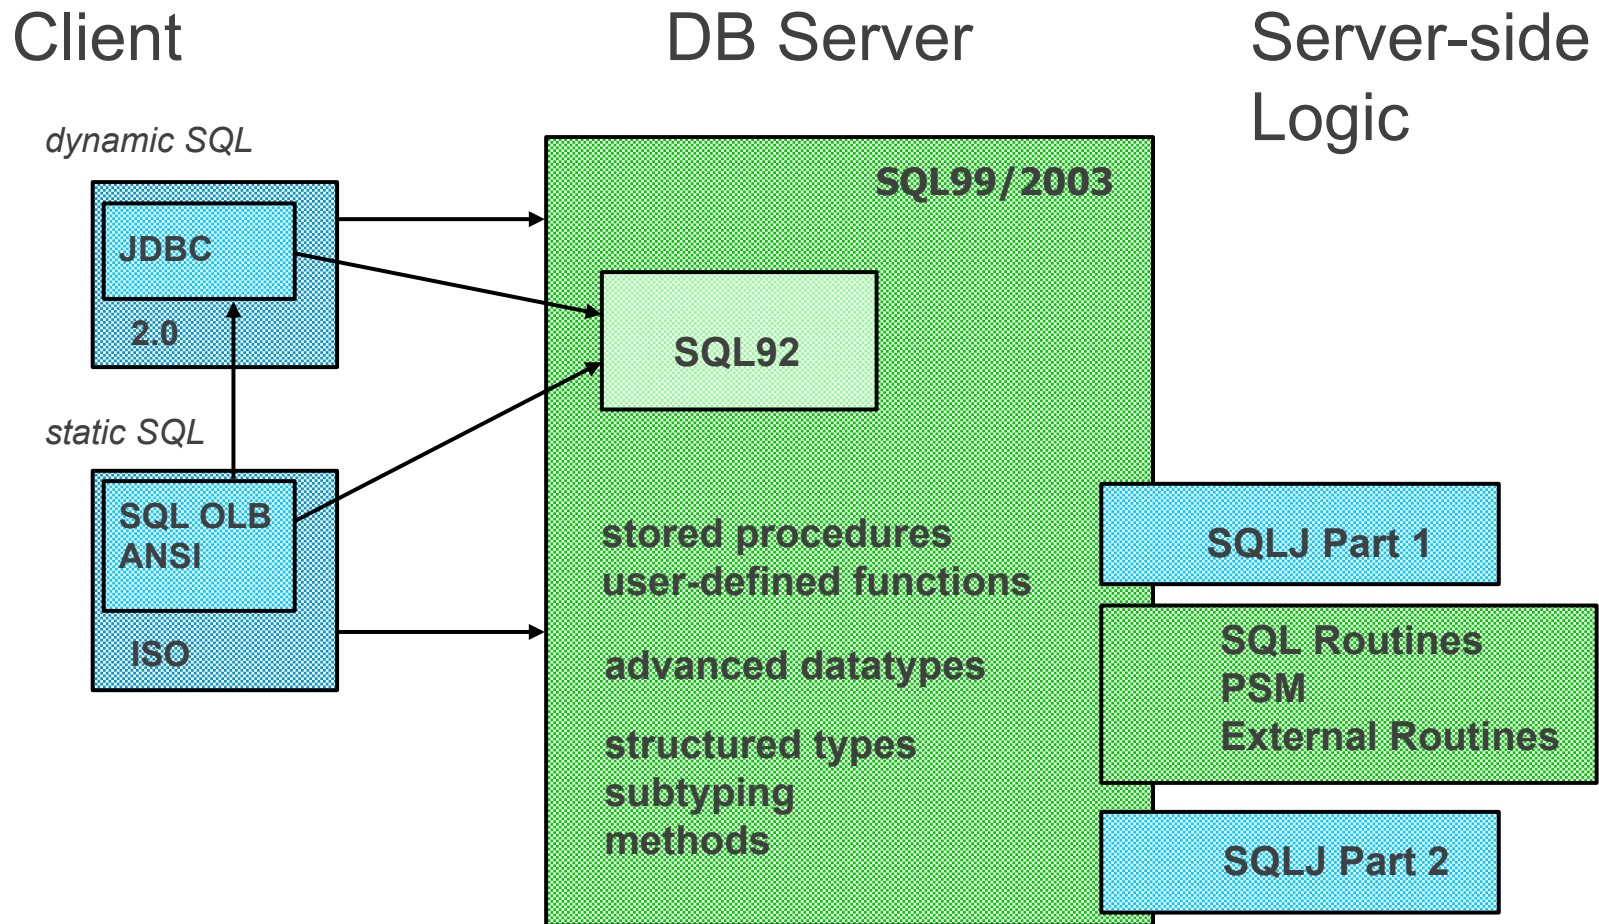 Client
DB Server
Server-side
Logic
dynamic SQL
JDBC
2.0
static SQL
SQL OLB
ANSI
ISO
SQL99/2003
SQL92
stored procedures
user-defined functions
advanced datatypes
structured types
subtyping
methods
SQLJ Part 1
SQL Routines
PSM
External Routines
SQLJ Part 2